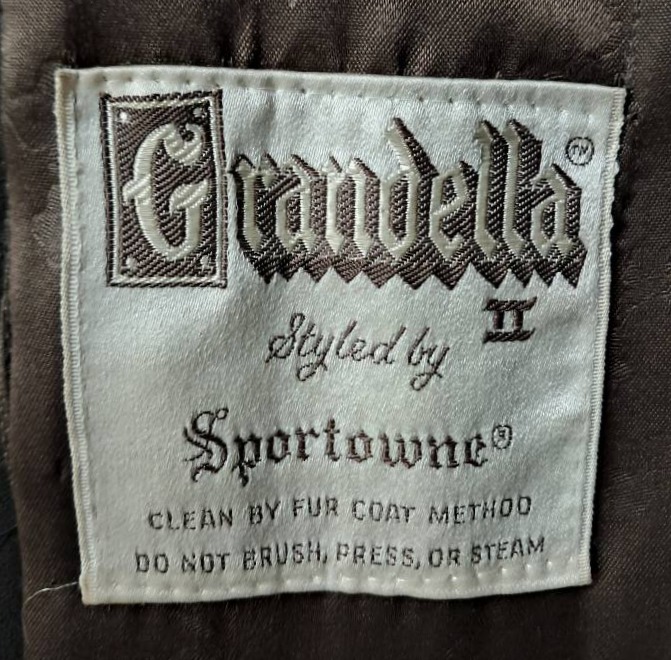 Grandella™
II
Styled by
Sportowne®
CLEAN BY FUR COAT METHOD
DO NOT BRUSH, PRESS, OR STEAM